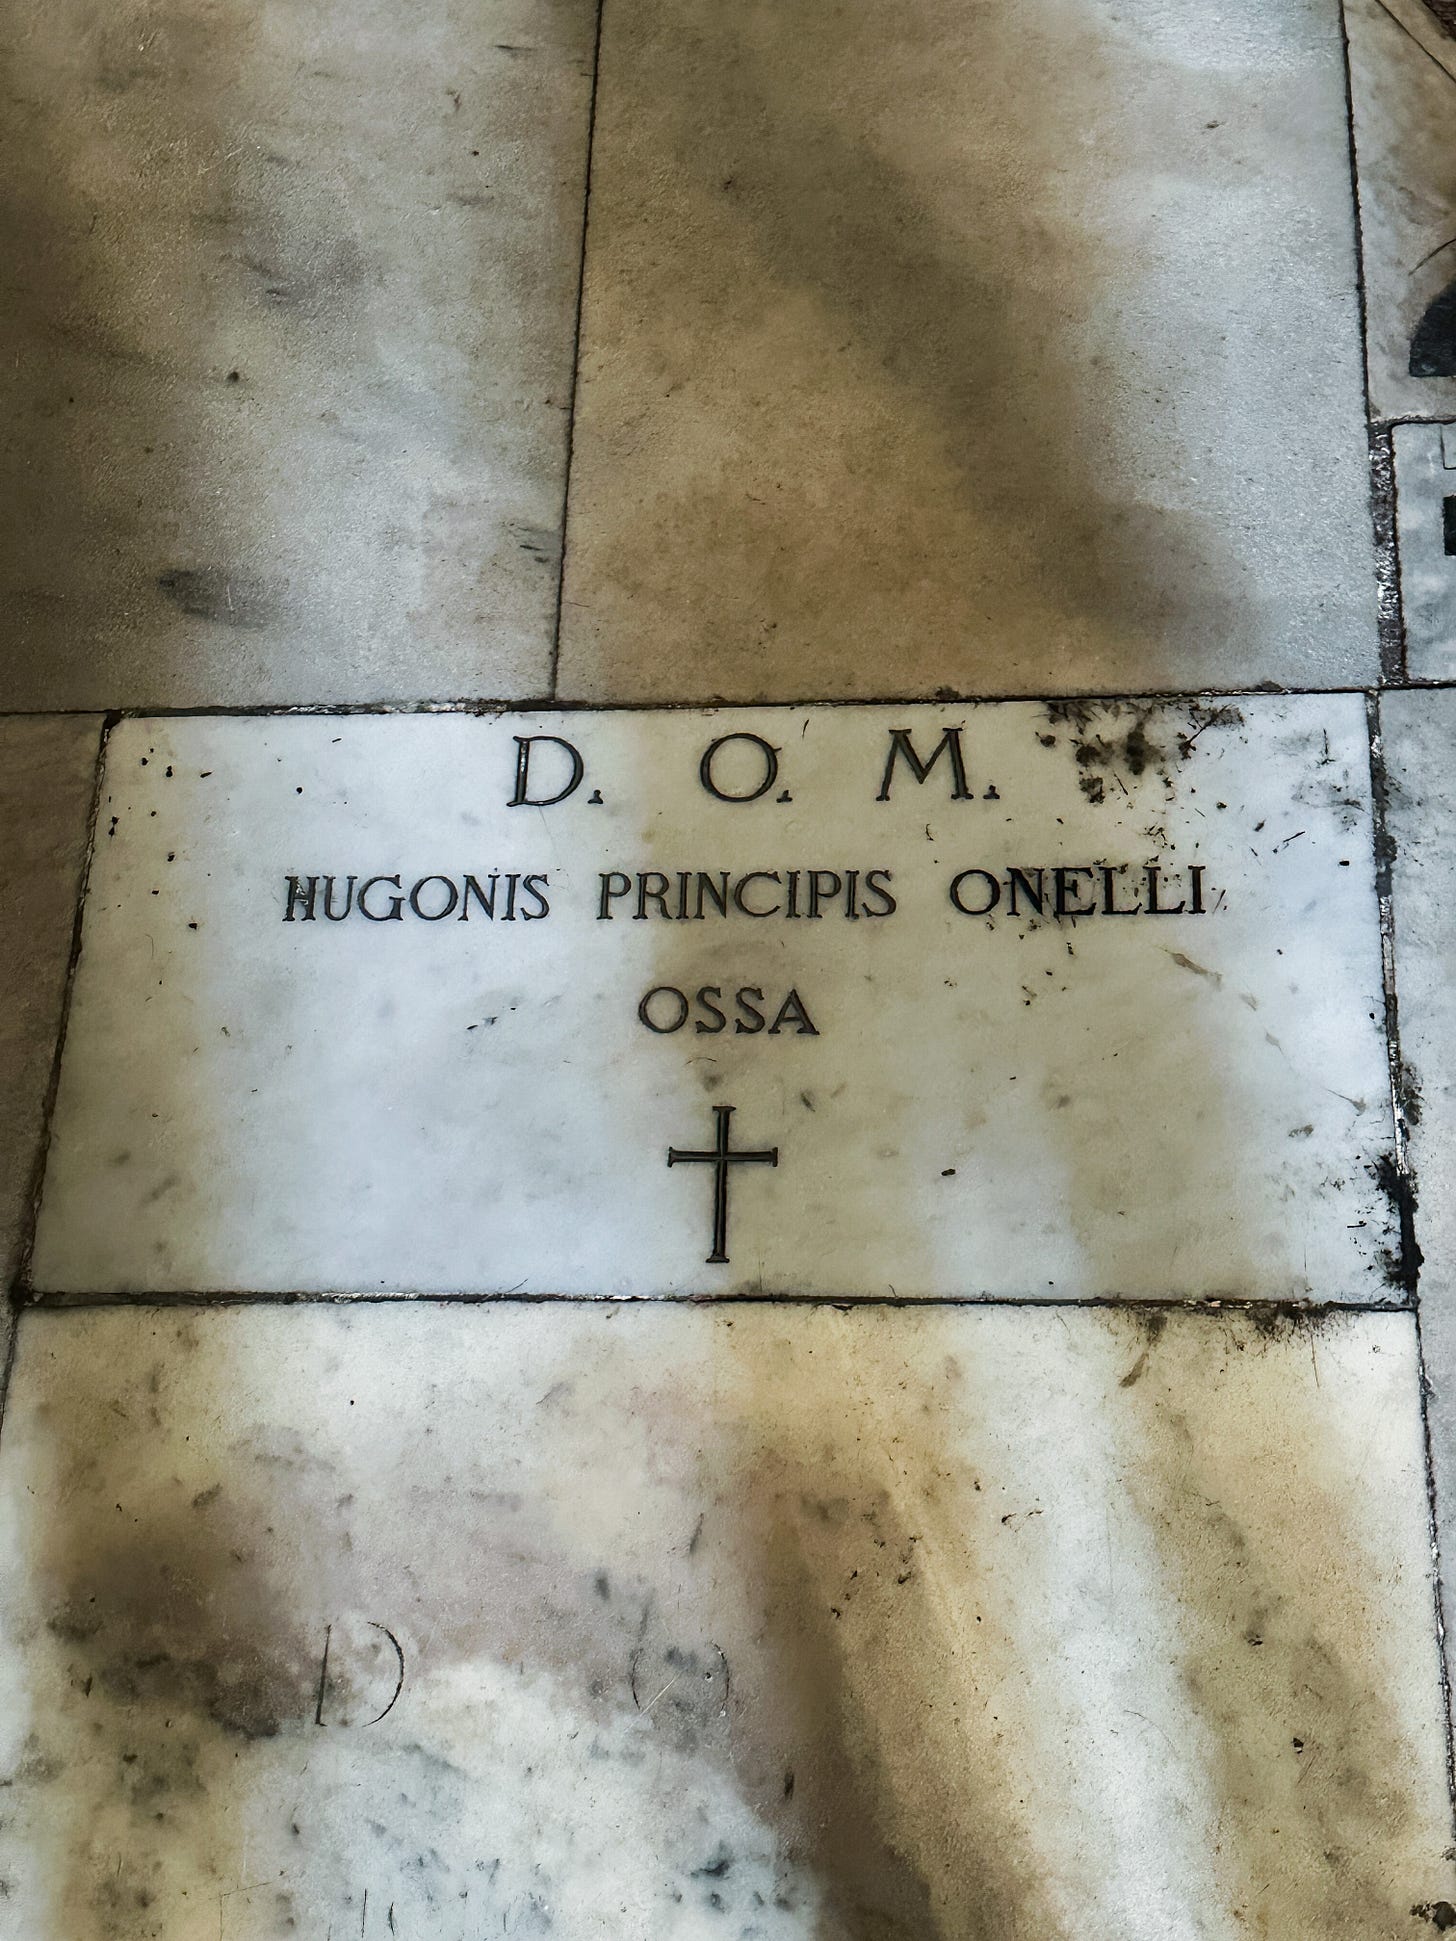 D. O. M.
HUGONIS PRINCIPIS ONELLI
OSSA
D O